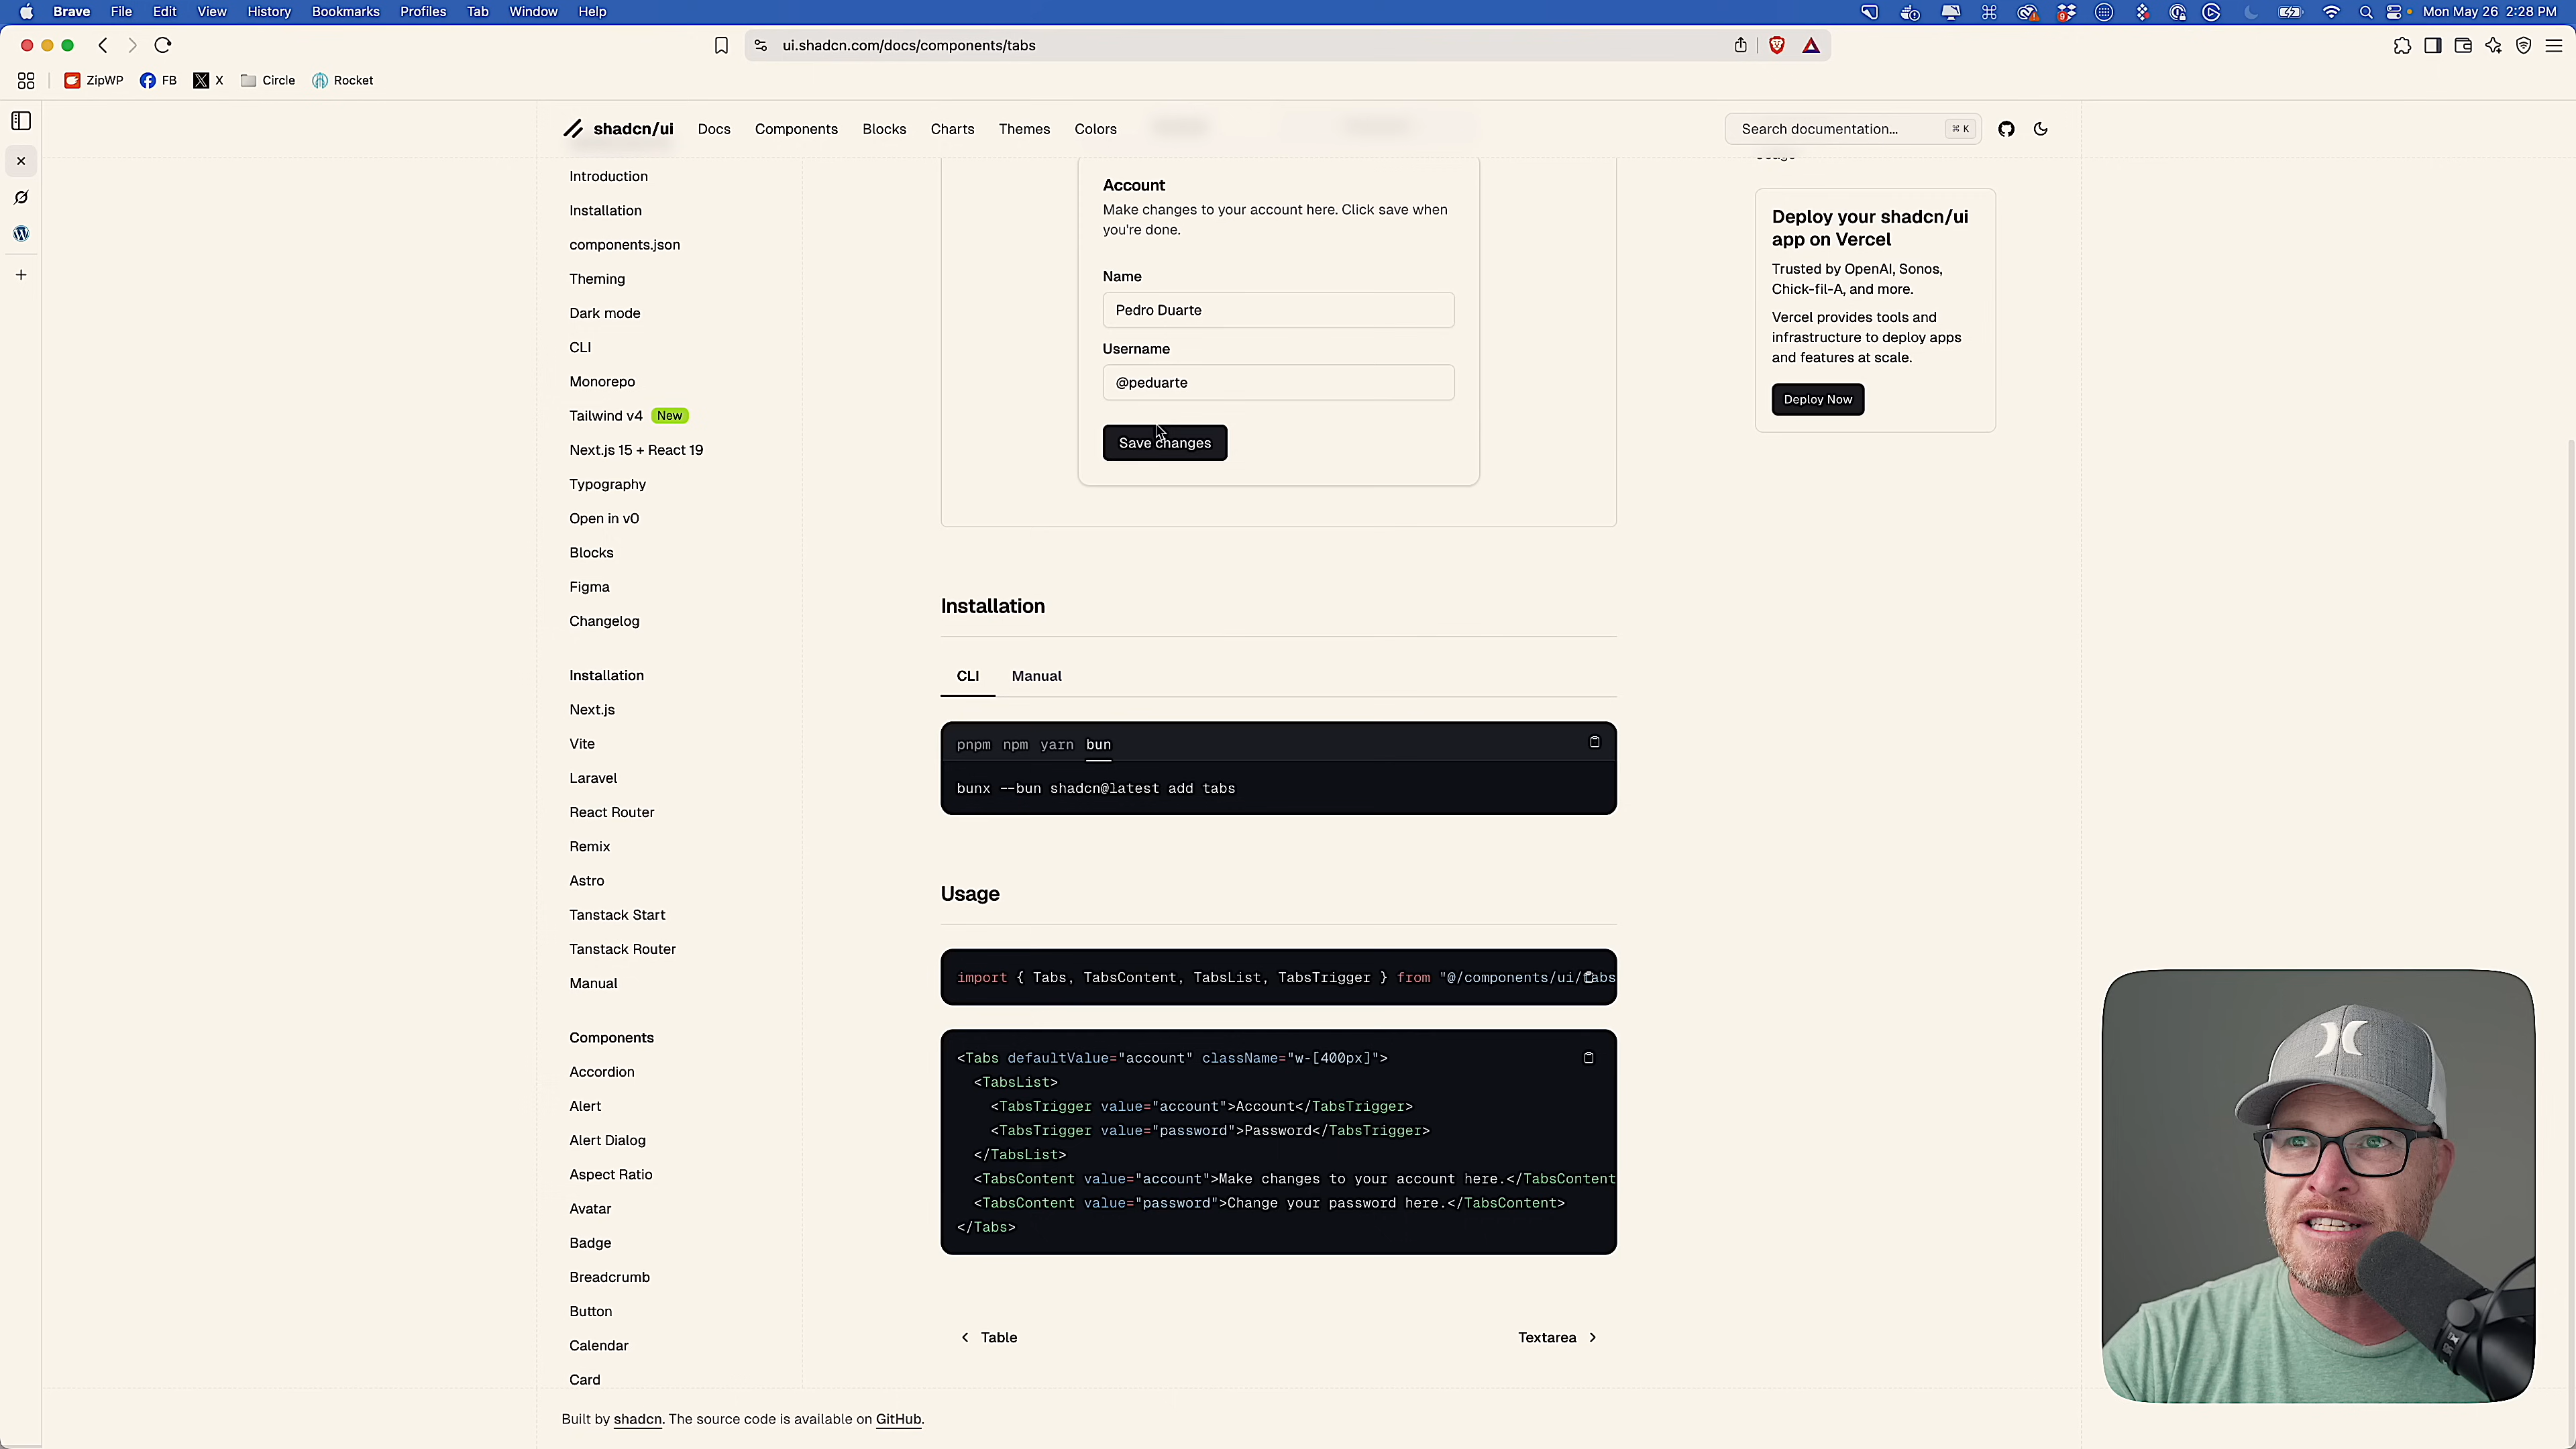 Brave File Edit View History Bookmarks Profiles Tab Window Help
9
Mon May 26 2:28 PM
ui.shadcn.com/docs/components/tabs
ZipWP FB X Circle Rocket
shadcn/ui Docs Components Blocks Charts Themes Colors
Search documentation... ⌘ K
Introduction
Installation
components.json
Theming
Dark mode
CLI
Monorepo
Tailwind v4 New
Next.js 15 + React 19
Typography
Open in v0
Blocks
Figma
Changelog
Installation
Next.js
Vite
Laravel
React Router
Remix
Astro
Tanstack Start
Tanstack Router
Manual
Components
Accordion
Alert
Alert Dialog
Aspect Ratio
Avatar
Badge
Breadcrumb
Button
Calendar
Card
Account
Make changes to your account here. Click save when
you're done.
Name
Pedro Duarte
Username
@peduarte
Save changes
Installation
CLI Manual
pnpm npm yarn bun
bunx --bun shadcn@latest add tabs
Usage
import { Tabs, TabsContent, TabsList, TabsTrigger } from "@/components/ui/tabs
<Tabs defaultValue="account" className="w-[400px]">
<TabsList>
<TabsTrigger value="account">Account</TabsTrigger>
<TabsTrigger value="password">Password</TabsTrigger>
</TabsList>
<TabsContent value="account">Make changes to your account here.</TabsContent
<TabsContent value="password">Change your password here.</TabsContent>
</Tabs>
Table
Textarea
Deploy your shadcn/ui
app on Vercel
Trusted by OpenAI, Sonos,
Chick-fil-A, and more.
Vercel provides tools and
infrastructure to deploy apps
and features at scale.
Deploy Now
Built by shadcn. The source code is available on GitHub.